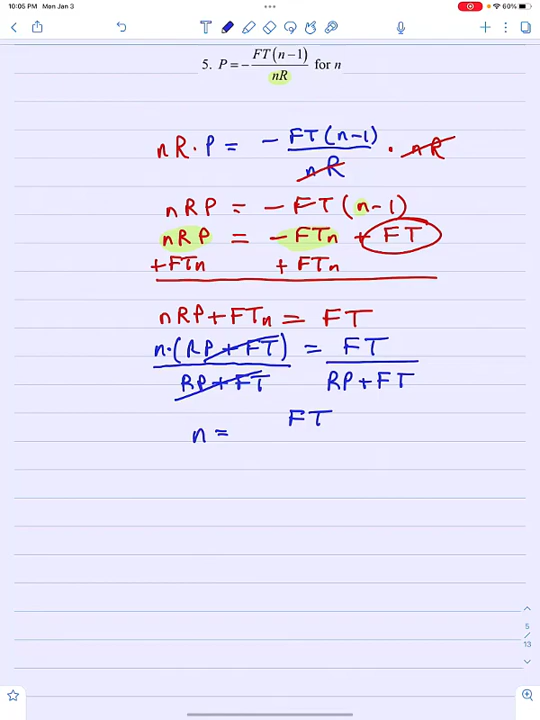 10:05 PM Mon Jan 3
60%
5. P = - FT(n-1) / nR for n
nR · P = - FT(n-1) / nR · nR
nRP = - FT(n-1)
nRP = - FTn + FT
+FTn + FTn
nRP + FTn = FT
n·(RP + FT) / RP + FT = FT / RP + FT
n = FT
5 / 13